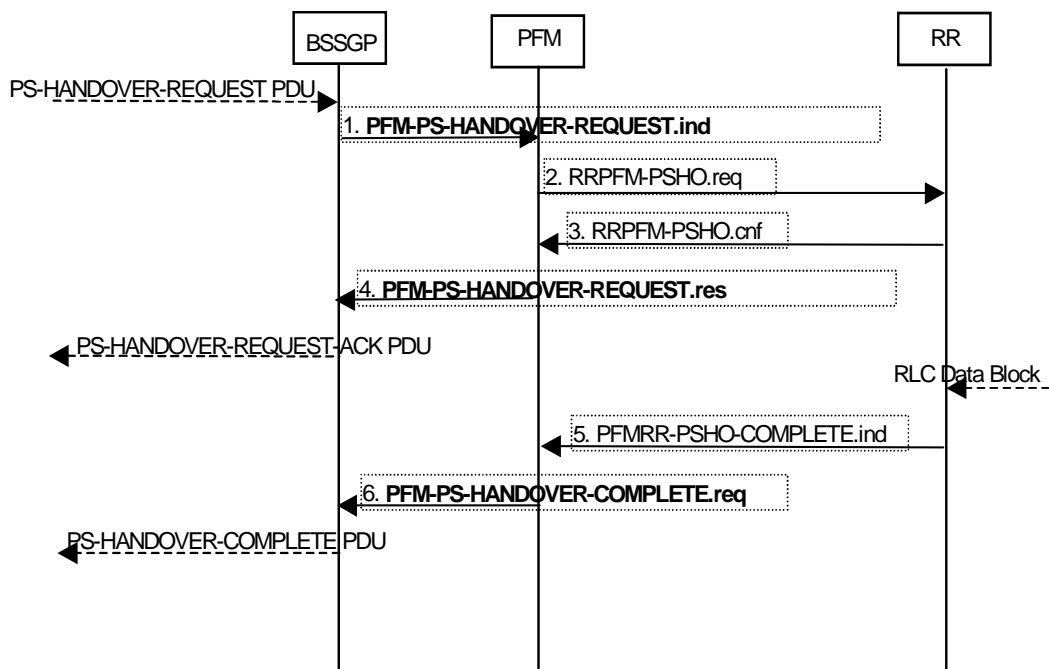 BSSGP
PFM
RR
PS-HANDOVER-REQUEST PDU
1. PFM-PS-HANDOVER-REQUEST.ind
2. RRPFM-PSHO.req
3. RRPFM-PSHO.cnf
4. PFM-PS-HANDOVER-REQUEST.res
PS-HANDOVER-REQUEST-ACK PDU
RLC Data Block
5. PFMRR-PSHO-COMPLETE.ind
6. PFM-PS-HANDOVER-COMPLETE.req
PS-HANDOVER-COMPLETE PDU